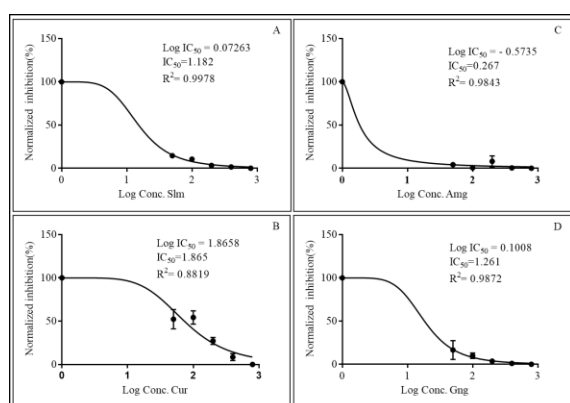 A
Log IC50 = 0.07263
IC50=1.182
R2= 0.9978
Normalized inhibition(%)
150
100
50
0
0 1 2 3
Log Conc. Slm
C
Log IC50 = - 0.5735
IC50=0.267
R2= 0.9843
Normalized inhibition(%)
150
100
50
0
0 1 2 3
Log Conc. Amg
B
Log IC50 = 1.8658
IC50=1.865
R2= 0.8819
Normalized inhibition(%)
150
100
50
0
0 1 2 3
Log Conc. Cur
D
Log IC50 = 0.1008
IC50=1.261
R2= 0.9872
Normalized inhibition(%)
150
100
50
0
0 1 2 3
Log Conc. Gng